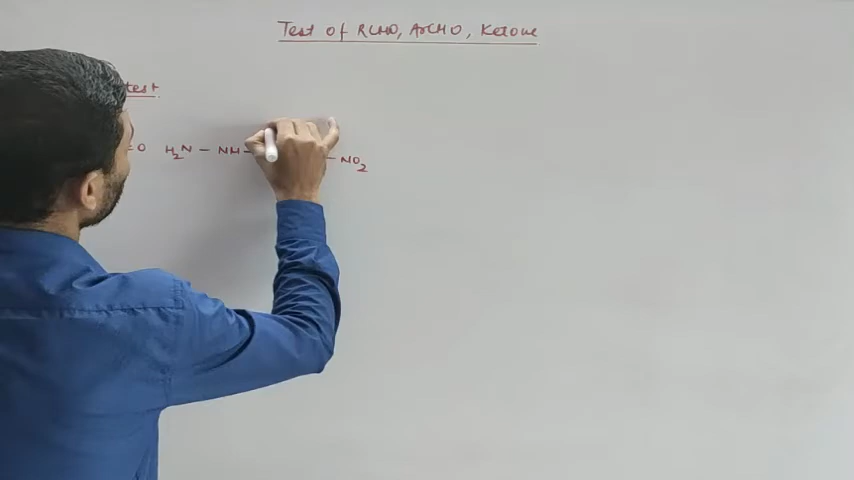 Test of RCHO, ArCHO, Ketone
test
=O H₂N — NH — — NO₂